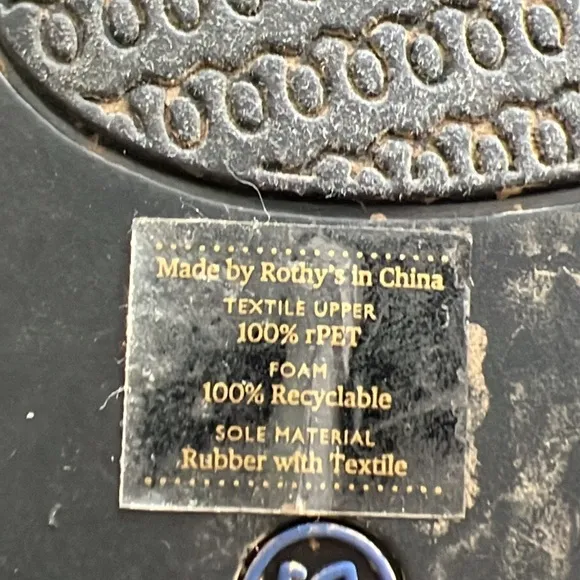 Made by Rothy's in China
TEXTILE UPPER
100% rPET
FOAM
100% Recyclable
SOLE MATERIAL
Rubber with Textile